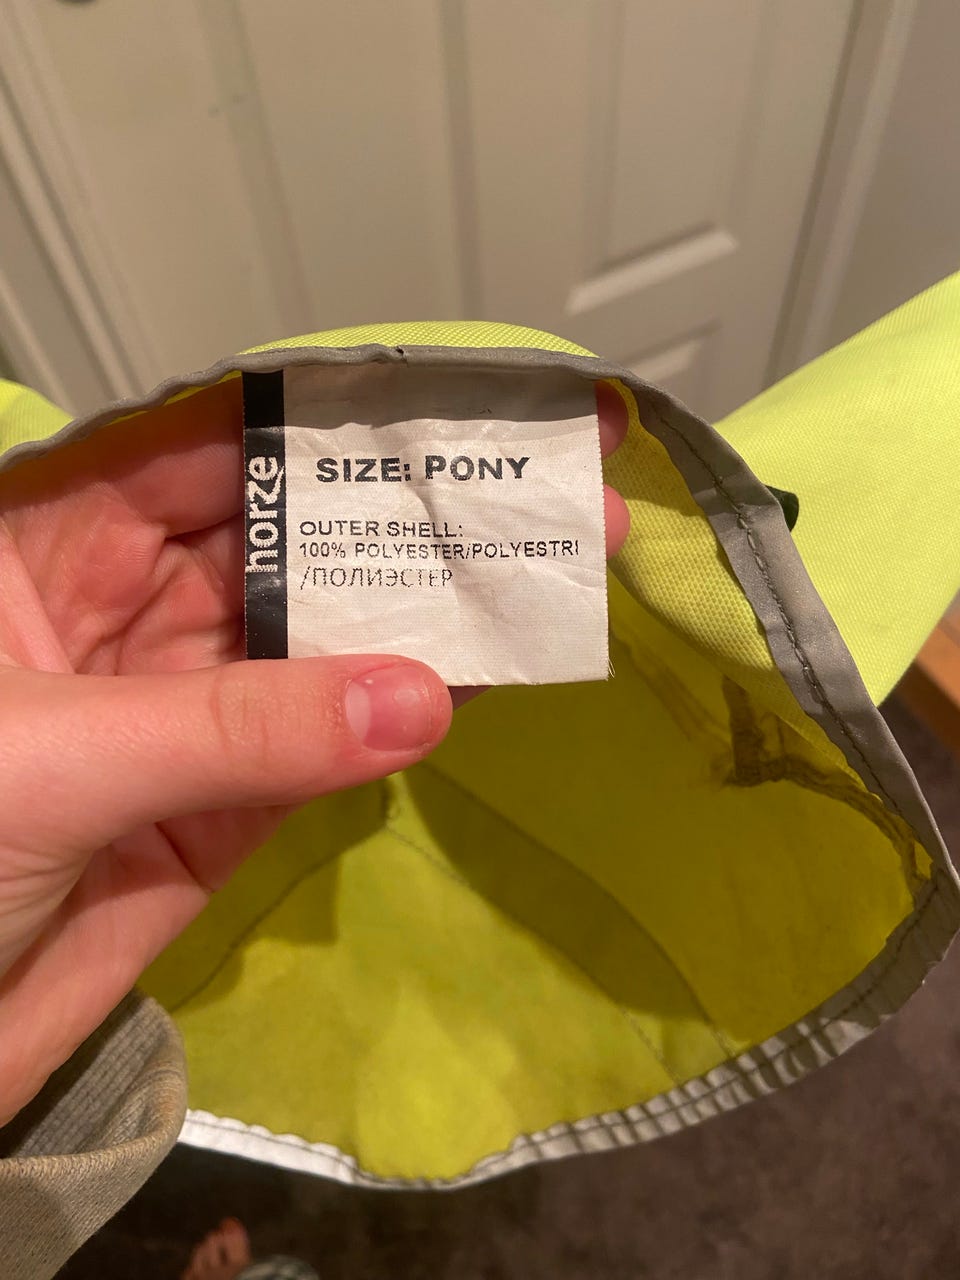 horze
SIZE: PONY
OUTER SHELL:
100% POLYESTER/POLYESTRI
/ПОЛИЭСТЕР